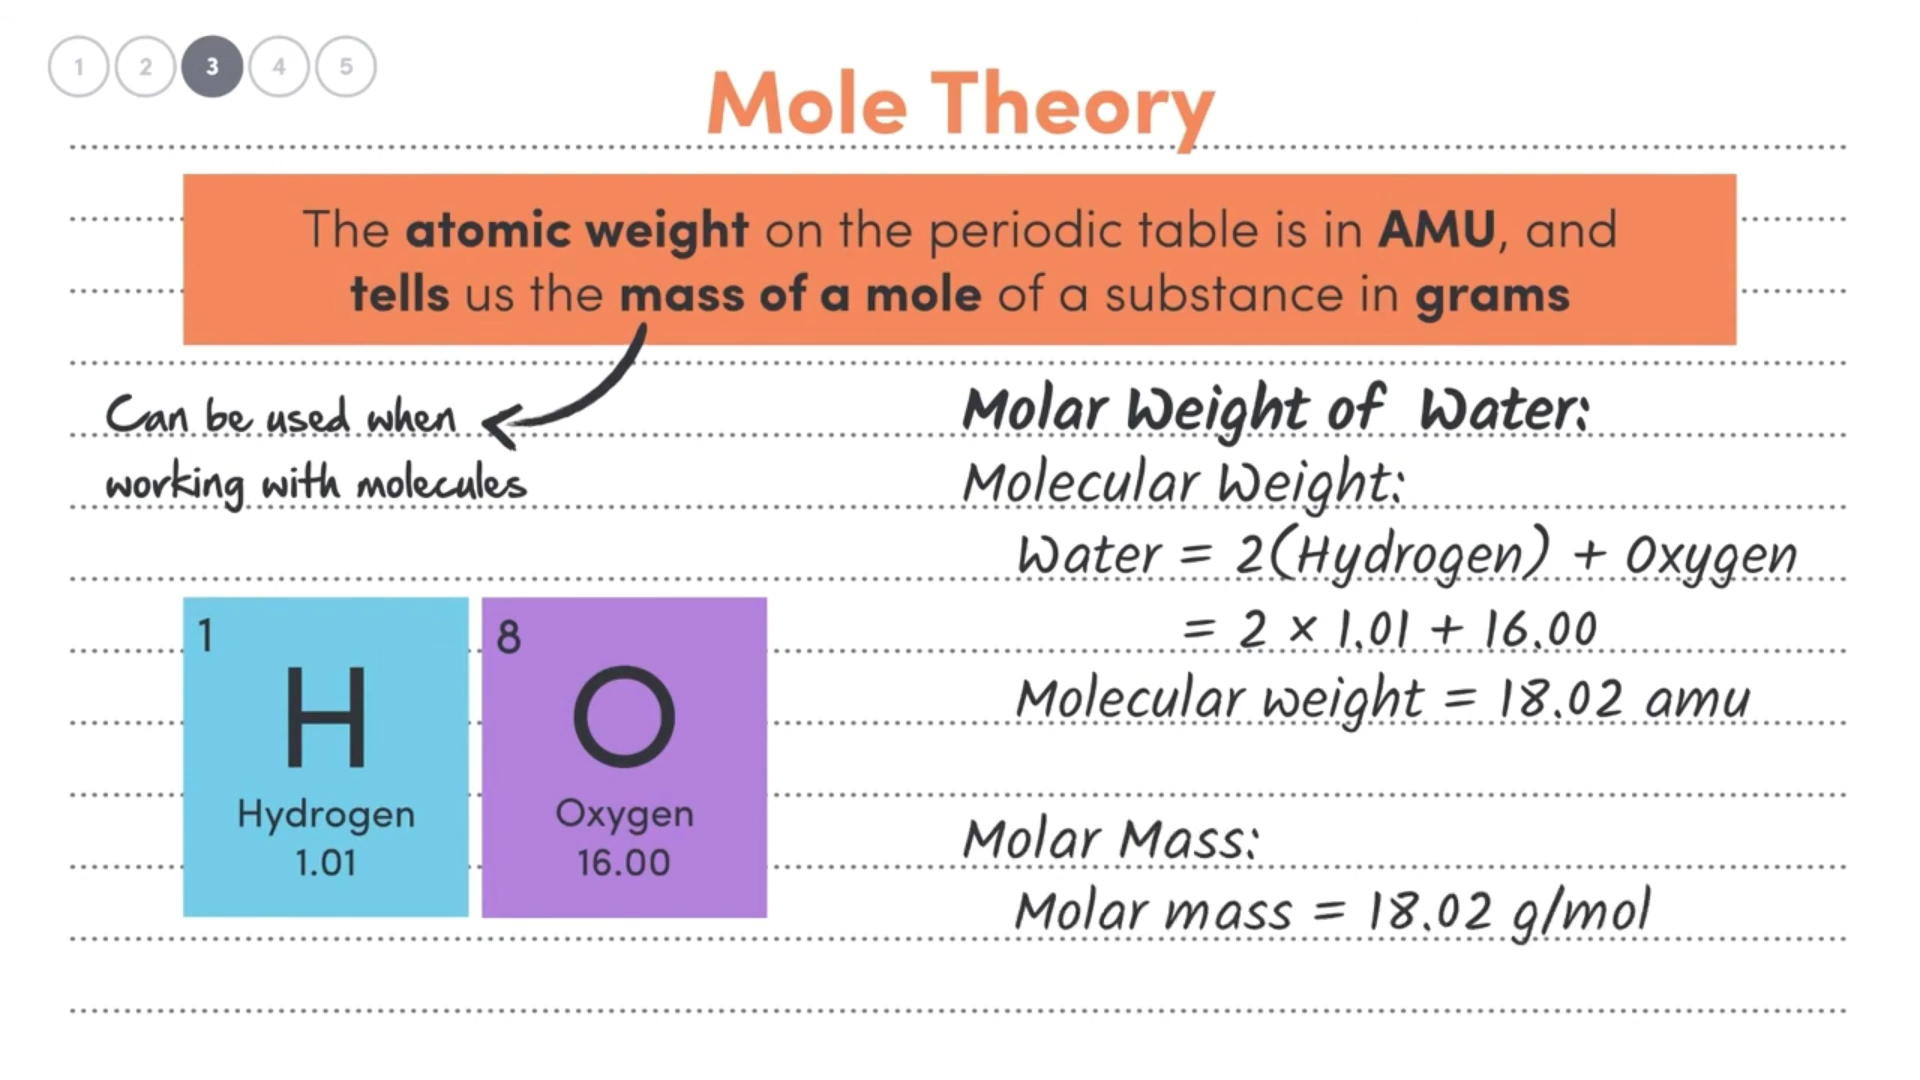 1 2 3 4 5
Mole Theory
The atomic weight on the periodic table is in AMU, and
tells us the mass of a mole of a substance in grams
Can be used when
working with molecules
1
H
Hydrogen
1.01
8
O
Oxygen
16.00
Molar Weight of Water:
Molecular Weight:
Water = 2(Hydrogen) + Oxygen
= 2 × 1.01 + 16.00
Molecular weight = 18.02 amu
Molar Mass:
Molar mass = 18.02 g/mol